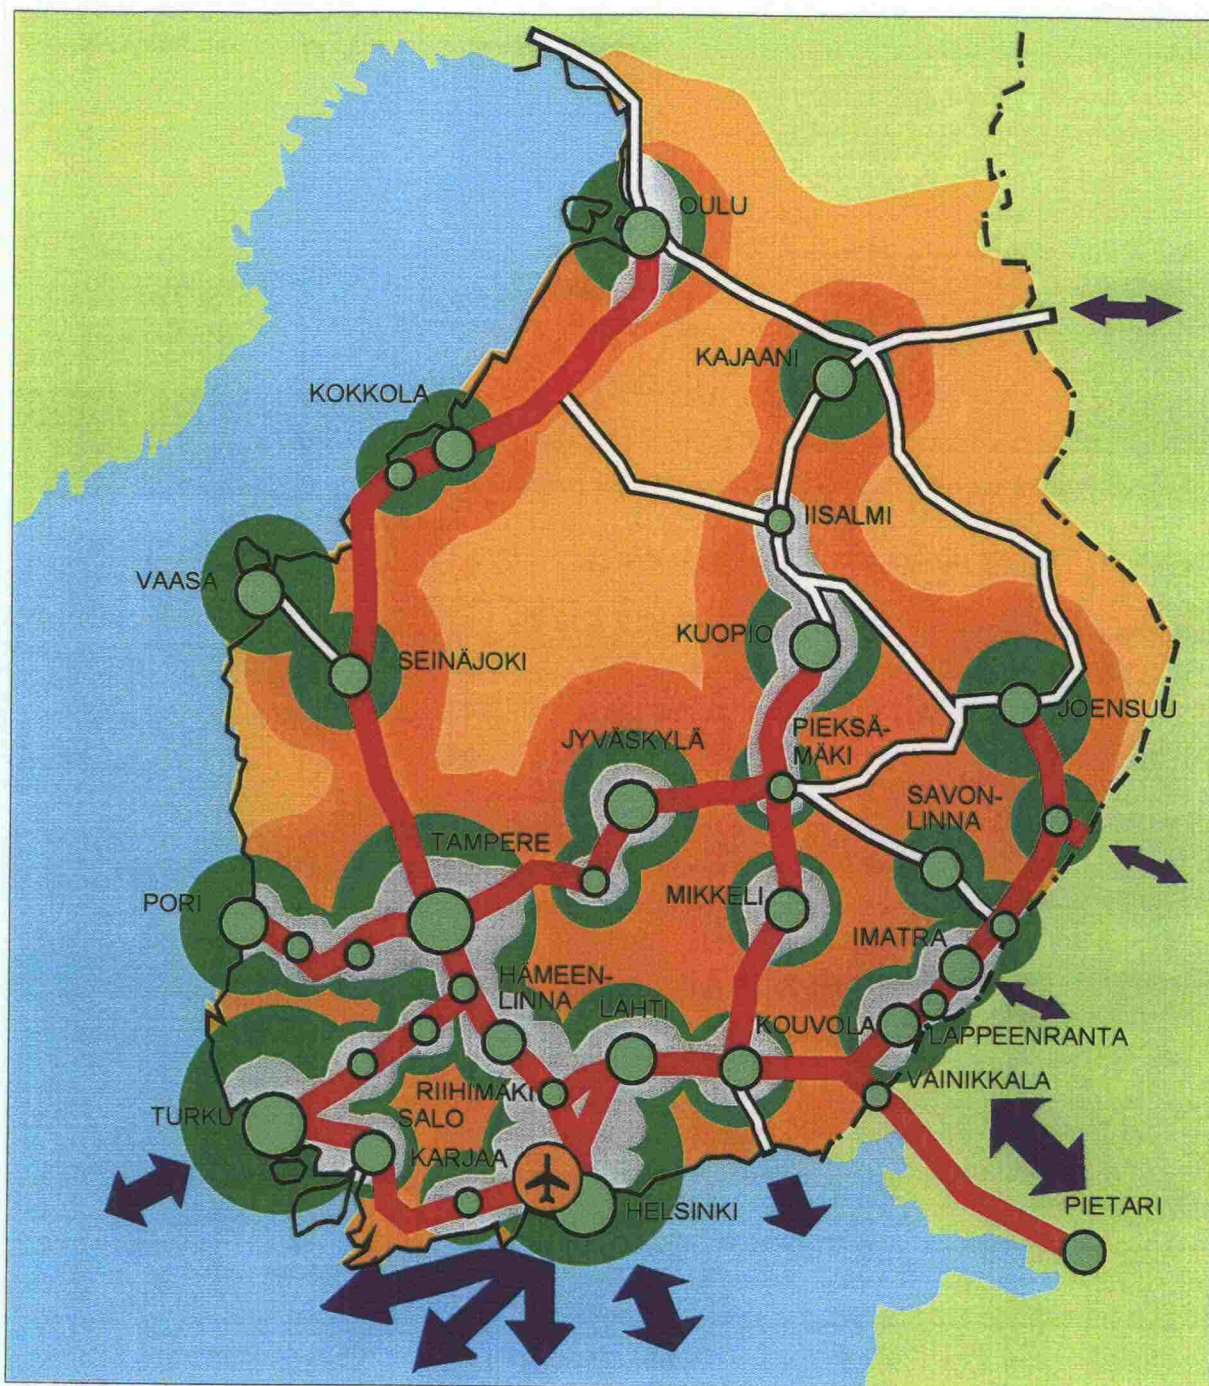 OULU
KAJAANI
KOKKOLA
IISALMI
VAASA
KUOPIO
SEINÄJOKI
JOENSUU
PIEKSÄ-
MÄKI
JYVÄSKYLÄ
SAVON-
LINNA
TAMPERE
MIKKELI
PORI
IMATRA
HÄMEEN-
LINNA
LAHTI
KOUVOLA
LAPPEENRANTA
VAINIKKALA
RIIHIMÄKI
SALO
TURKU
KARJAA
HELSINKI
PIETARI